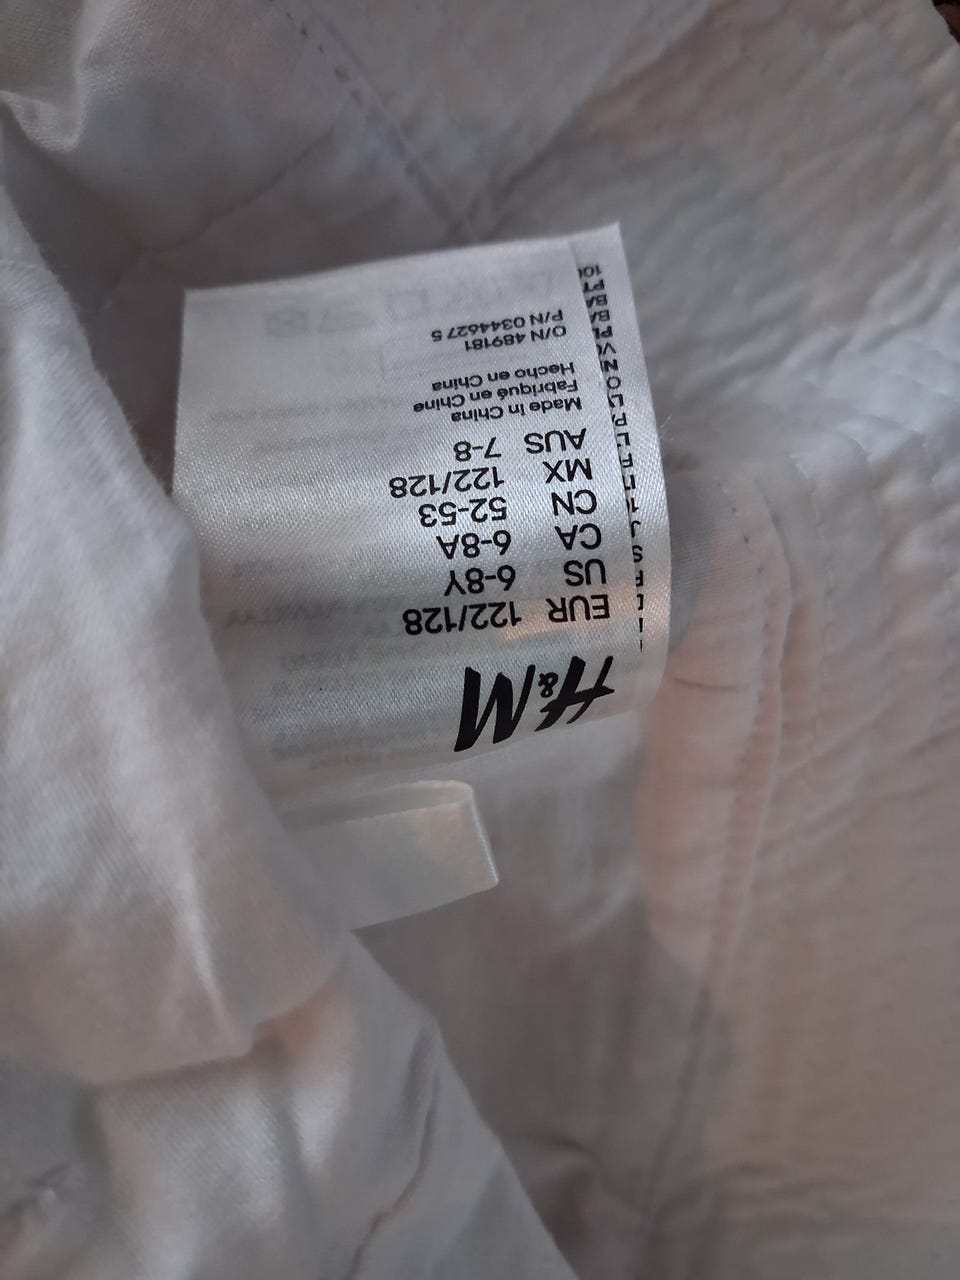 H&M
EUR 122/128
US 6-8Y
CA 6-8A
CN 52-53
MX 122/128
AUS 7-8
Made in China
Fabriqué en Chine
Hecho en China
O/N 489181
P/N 0344627 5